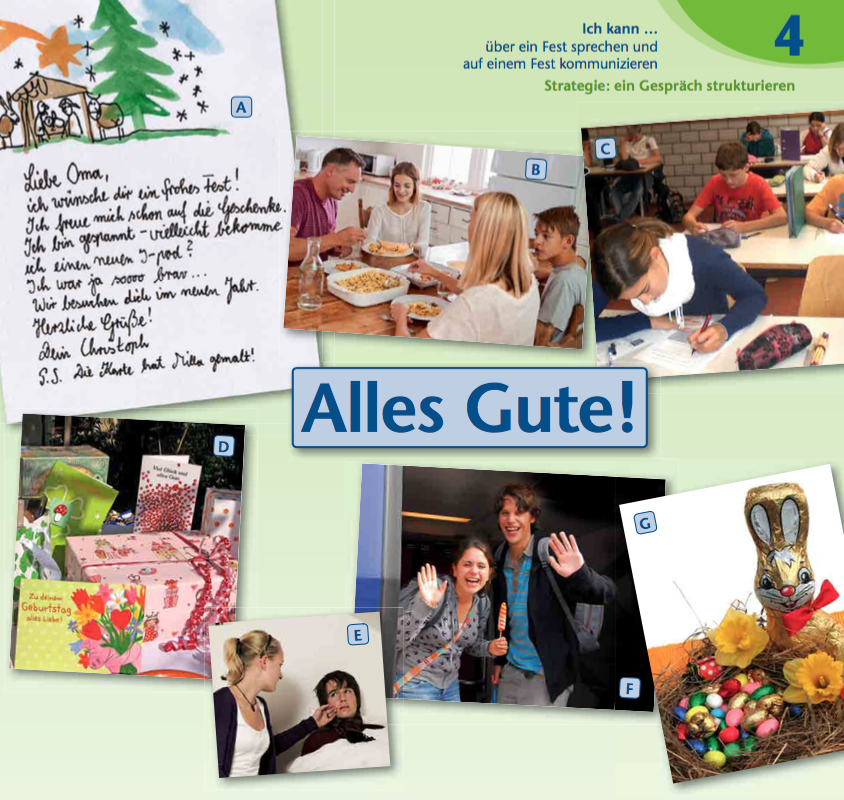 Ich kann ...
über ein Fest sprechen und
auf einem Fest kommunizieren
Strategie: ein Gespräch strukturieren
4
A
Liebe Oma,
ich wünsche dir ein frohes Fest!
Ich freue mich schon auf die Geschenke.
Ich bin gespannt - vielleicht bekomme
ich einen neuen I-pod?
Ich war ja soooo brav...
Wir besuchen dich im neuen Jahr.
Herzliche Grüße!
Dein Christoph
P.S. Die Karte hat gemalt!
B
C
Alles Gute!
D
Viel Glück und
alles Gute
Zu deinem
Geburtstag
alles Liebe!
E
F
G